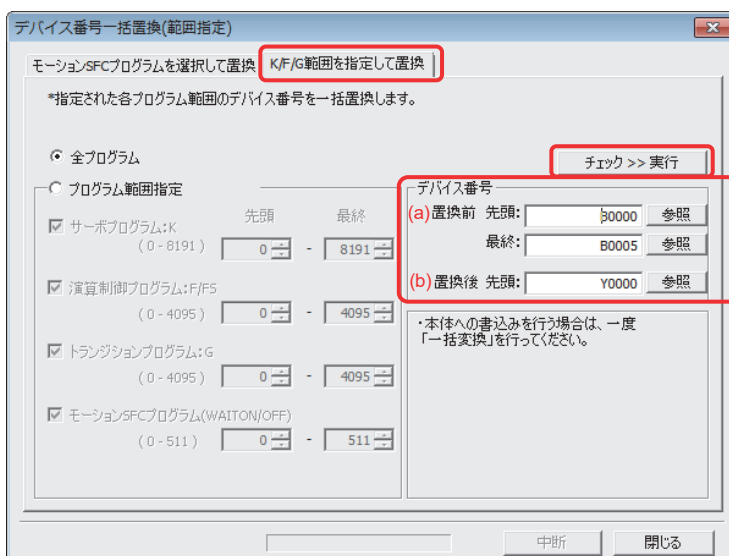 デバイス番号一括置換(範囲指定)
モーションSFCプログラムを選択して置換 K/F/G範囲を指定して置換
*指定された各プログラム範囲のデバイス番号を一括置換します。
全プログラム
チェック >> 実行
プログラム範囲指定
先頭 最終
サーボプログラム:K
(0-8191) 0 - 8191
演算制御プログラム:F/FS
(0-4095) 0 - 4095
トランジションプログラム:G
(0-4095) 0 - 4095
モーションSFCプログラム(WAITON/OFF)
(0-511) 0 - 511
デバイス番号
(a)置換前 先頭: B0000 参照
最終: B0005 参照
(b)置換後 先頭: Y0000 参照
・本体への書込みを行う場合は、一度
「一括変換」を行ってください。
中断 閉じる